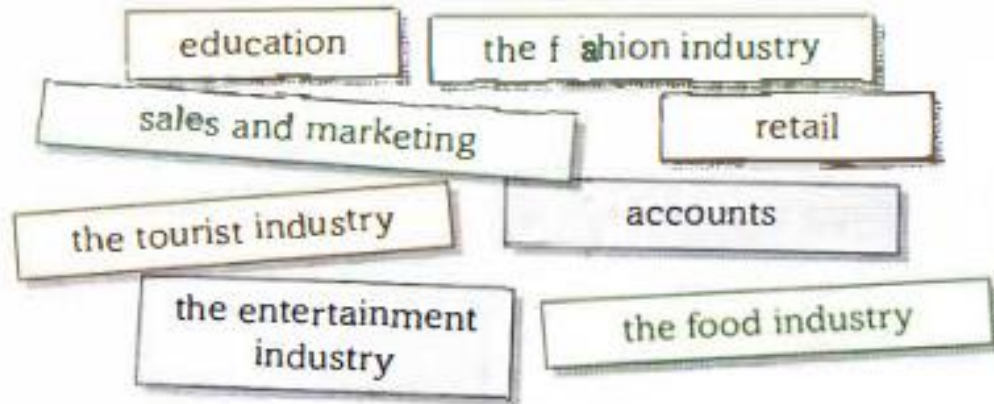 education
the f ahion industry
sales and marketing
retail
the tourist industry
accounts
the entertainment
industry
the food industry